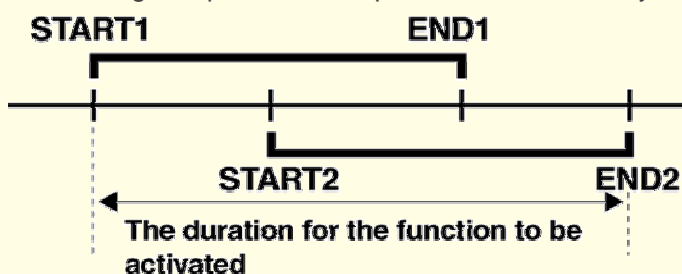 START1 END1
START2 END2
The duration for the function to be
activated